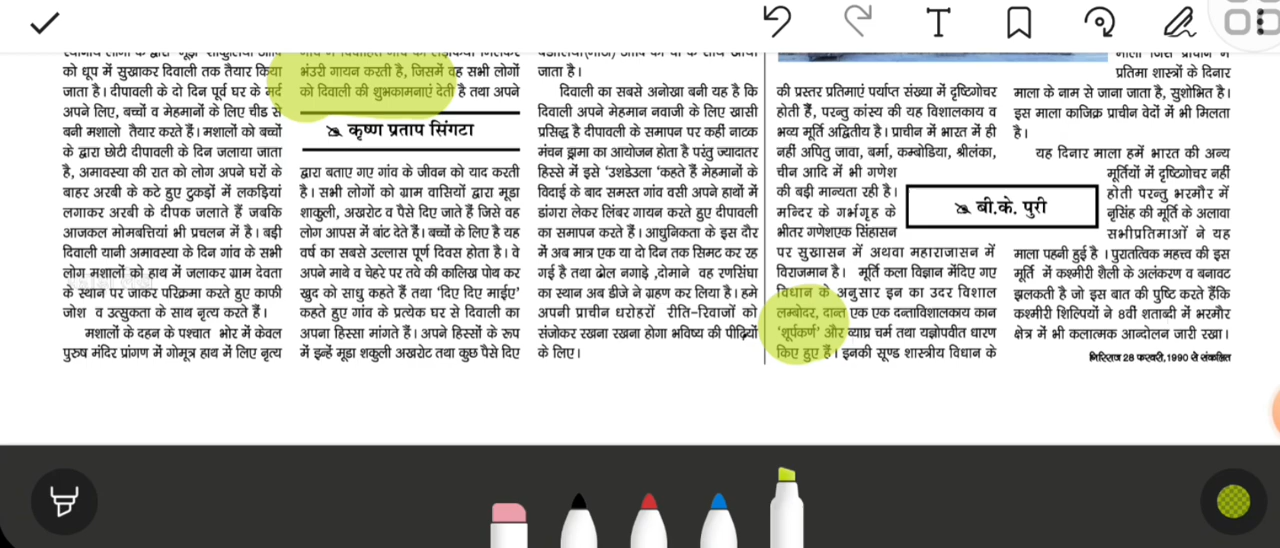 को धूप में सुखाकर दिवाली तक तैयार किया
जाता है। दीपावली के दो दिन पूर्व घर के मर्द
अपने लिए, बच्चों व मेहमानों के लिए चीड से
बनी मशालो तैयार करते हैं। मशालों को बच्चों
के द्वारा छोटी दीपावली के दिन जलाया जाता
है, अमावस्या की रात को लोग अपने घरों के
बाहर अरबी के कटे हुए टुकड़ों में लकड़ियां
लगाकर अरबी के दीपक जलाते हैं जबकि
आजकल मोमबत्तियां भी प्रचलन में है। बड़ी
दिवाली यानी अमावस्या के दिन गांव के सभी
लोग मशालों को हाथ में जलाकर ग्राम देवता
के स्थान पर जाकर परिक्रमा करते हुए काफी
जोश व उत्सुकता के साथ नृत्य करते हैं।
मशालों के दहन के पश्चात भोर में केवल
पुरुष मंदिर प्रांगण में गोमूत्र हाथ में लिए नृत्य
भंउरी गायन करती है, जिसमें वह सभी लोगों
को दिवाली की शुभकामनाएं देती है तथा अपने
कृष्ण प्रताप सिंगटा
द्वारा बताए गए गांव के जीवन को याद करती
है। सभी लोगों को ग्राम वासियों द्वारा मूडा
शाकुली, अखरोट व पैसे दिए जाते हैं जिसे वह
लोग आपस में बांट देते हैं। बच्चों के लिए है यह
वर्ष का सबसे उल्लास पूर्ण दिवस होता है। वे
अपने माथे व चेहरे पर तवे की कालिख पोथ कर
खुद को साधु कहते हैं तथा 'दिए दिए माईए'
कहते हुए गांव के प्रत्येक घर से दिवाली का
अपना हिस्सा मांगते हैं। अपने हिस्सों के रूप
में इन्हें मूढा शकुली अखरोट तथा कुछ पैसे दिए
जाता है।
दिवाली का सबसे अनोखा बनी यह है कि
दिवाली अपने मेहमान नवाजी के लिए खासी
प्रसिद्ध है दीपावली के समापन पर कहीं नाटक
मंचन ड्रामा का आयोजन होता है परंतु ज्यादातर
हिस्से में इसे 'उशडेउला 'कहते हैं मेहमानों के
विदाई के बाद समस्त गांव वसी अपने हाथों में
डांगरा लेकर लिंबर गायन करते हुए दीपावली
का समापन करते हैं। आधुनिकता के इस दौर
में अब मात्र एक या दो दिन तक सिमट कर रह
गई है तथा ढोल नगाड़े ,दोमाने वह रणसिंघा
का स्थान अब डीजे ने ग्रहण कर लिया है। हमे
अपनी प्राचीन धरोहरों रीति-रिवाजों को
संजोकर रखना रखना होगा भविष्य की पीढ़ियों
के लिए।
की प्रस्तर प्रतिमाएं पर्याप्त संख्या में दृष्टिगोचर
होती हैं, परन्तु कांस्य की यह विशालकाय व
भव्य मूर्ति अद्वितीय है। प्राचीन में भारत में ही
नहीं अपितु जावा, बर्मा, कम्बोडिया, श्रीलंका,
चीन आदि में भी गणेश
की बड़ी मान्यता रही है।
मन्दिर के गर्भगृह के
भीतर गणेशएक सिंहासन
पर सुखासन में अथवा महाराजासन में
विराजमान है। मूर्ति कला विज्ञान मेंदिए गए
विधान के अनुसार इन का उदर विशाल
लम्बोदर, दान्त एक एक दन्ताविशालकाय कान
'शूर्पकर्ण' और व्याघ्र चर्म तथा यज्ञोपवीत धारण
किए हुए हैं। इनकी सूण्ड शास्त्रीय विधान के
बी.के. पुरी
प्रतिमा शास्त्रों के दिनार
माला के नाम से जाना जाता है, सुशोभित है।
इस माला काजिक्र प्राचीन वेदों में भी मिलता
है।
यह दिनार माला हमें भारत की अन्य
मूर्तियों में दृष्टिगोचर नहीं
होती परन्तु भरमौर में
नृसिंह की मूर्ति के अलावा
सभीप्रतिमाओं ने यह
माला पहनी हुई है । पुरातत्विक महत्त्व की इस
मूर्ति में कश्मीरी शैली के अलंकरण व बनावट
झलकती है जो इस बात की पुष्टि करते हैंकि
कश्मीरी शिल्पियों ने 8वीं शताब्दी में भरमौर
क्षेत्र में भी कलात्मक आन्दोलन जारी रखा ।
गिरिराज 28 फरवरी, 1990 से संकलित